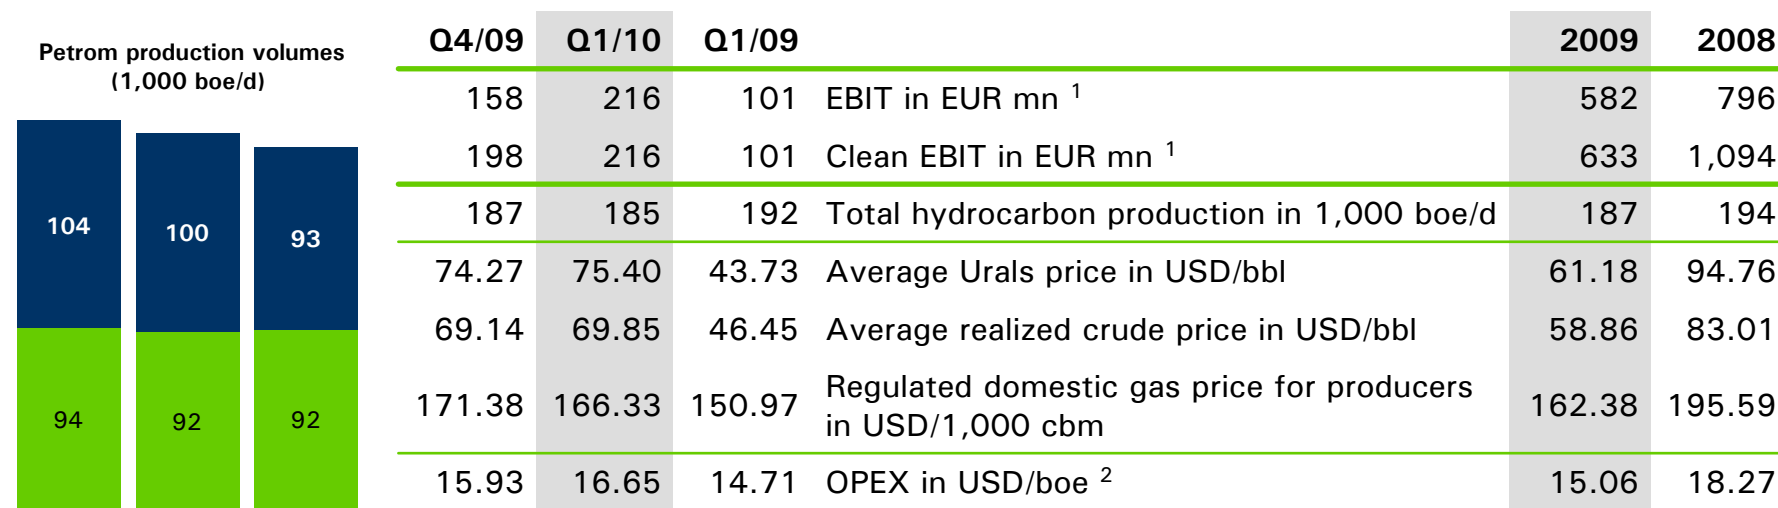 Petrom production volumes
(1,000 boe/d)
104
100
93
94
92
92
Q4/09 Q1/10 Q1/09 2009 2008
158 216 101 EBIT in EUR mn 1 582 796
198 216 101 Clean EBIT in EUR mn 1 633 1,094
187 185 192 Total hydrocarbon production in 1,000 boe/d 187 194
74.27 75.40 43.73 Average Urals price in USD/bbl 61.18 94.76
69.14 69.85 46.45 Average realized crude price in USD/bbl 58.86 83.01
171.38 166.33 150.97 Regulated domestic gas price for producers
in USD/1,000 cbm 162.38 195.59
15.93 16.65 14.71 OPEX in USD/boe 2 15.06 18.27